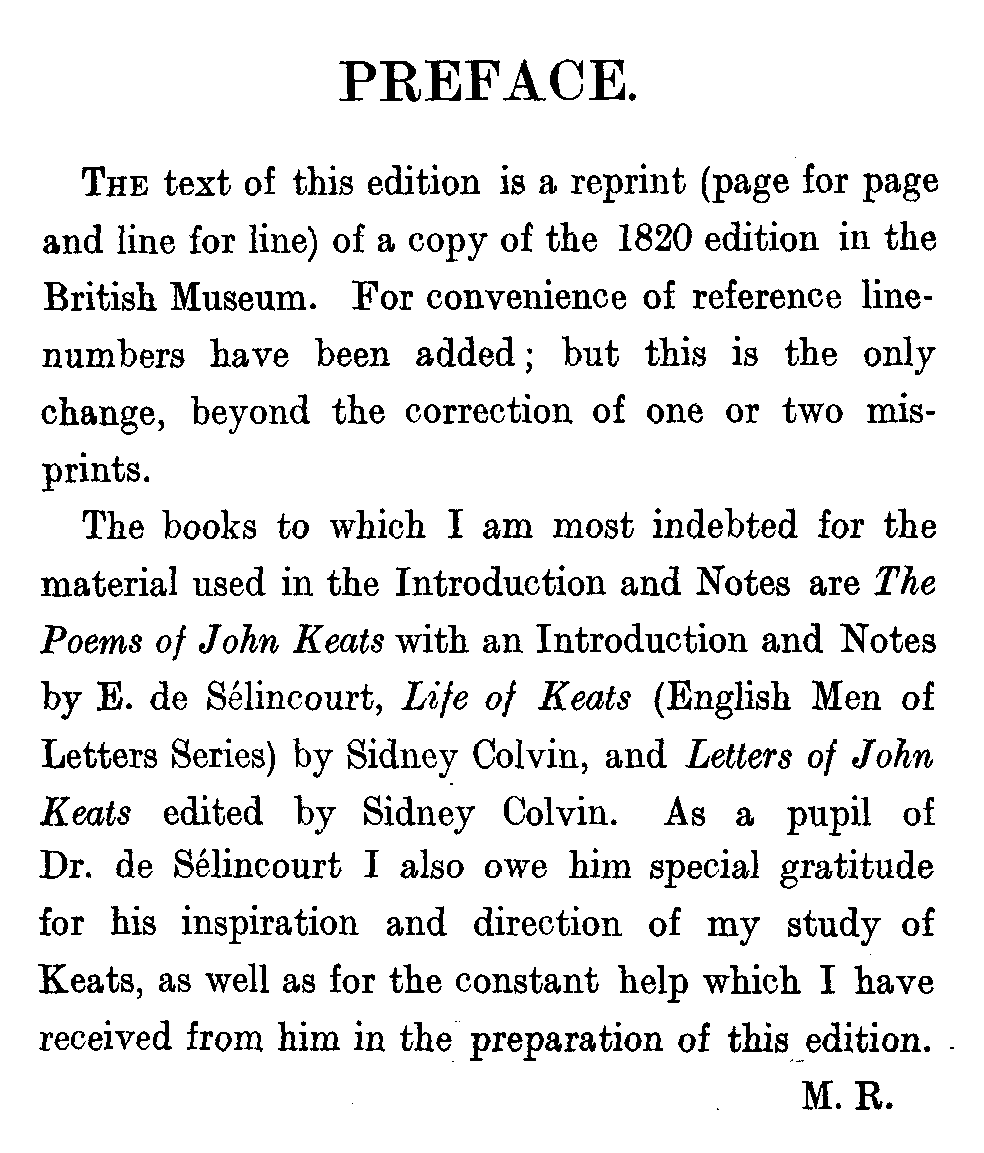 PREFACE.
THE text of this edition is a reprint (page for page
and line for line) of a copy of the 1820 edition in the
British Museum. For convenience of reference line-
numbers have been added; but this is the only
change, beyond the correction of one or two mis-
prints.
The books to which I am most indebted for the
material used in the Introduction and Notes are The
Poems of John Keats with an Introduction and Notes
by E. de Sélincourt, Life of Keats (English Men of
Letters Series) by Sidney Colvin, and Letters of John
Keats edited by Sidney Colvin. As a pupil of
Dr. de Sélincourt I also owe him special gratitude
for his inspiration and direction of my study of
Keats, as well as for the constant help which I have
received from him in the preparation of this edition.
M. R.